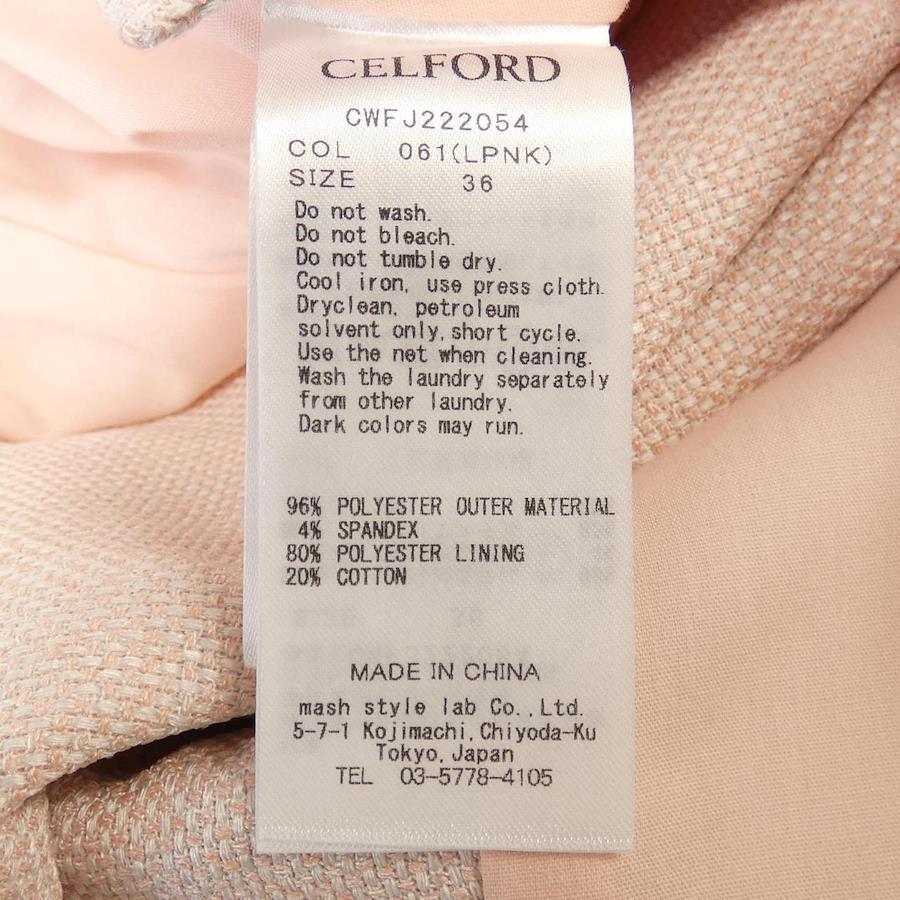 CELFORD
CWFJ222054
COL 061(LPNK)
SIZE 36
Do not wash.
Do not bleach.
Do not tumble dry.
Cool iron, use press cloth.
Dryclean, petroleum
solvent only, short cycle.
Use the net when cleaning.
Wash the laundry separately
from other laundry.
Dark colors may run.
96% POLYESTER OUTER MATERIAL
4% SPANDEX
80% POLYESTER LINING
20% COTTON
MADE IN CHINA
mash style lab Co.,Ltd.
5-7-1 Kojimachi,Chiyoda-Ku
Tokyo,Japan
TEL 03-5778-4105